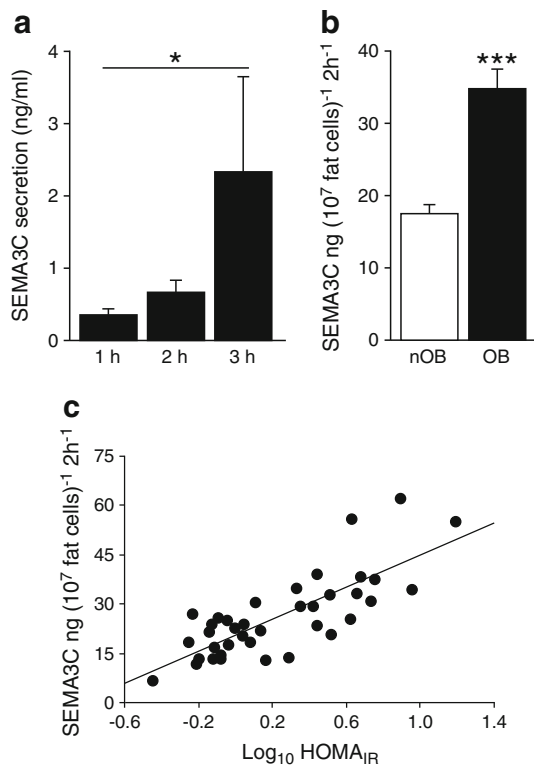 a
SEMA3C secretion (ng/ml)
4
3
2
1
0
*
1 h 2 h 3 h
b
SEMA3C ng (10⁷ fat cells)⁻¹ 2h⁻¹
40
30
20
10
0
***
nOB OB
c
SEMA3C ng (10⁷ fat cells)⁻¹ 2h⁻¹
75
60
45
30
15
0
-0.6 -0.2 0.2 0.6 1.0 1.4
Log₁₀ HOMA_IR